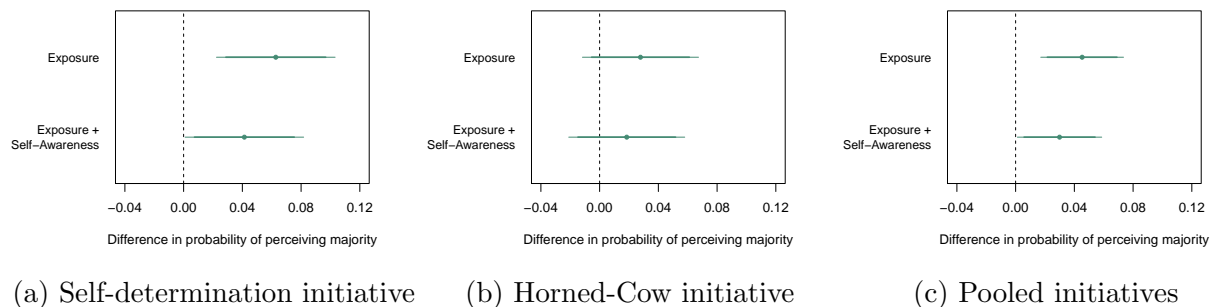 Exposure
Exposure +
Self−Awareness
−0.04 0.00 0.04 0.08 0.12
Difference in probability of perceiving majority
(a) Self-determination initiative
Exposure
Exposure +
Self−Awareness
−0.04 0.00 0.04 0.08 0.12
Difference in probability of perceiving majority
(b) Horned-Cow initiative
Exposure
Exposure +
Self−Awareness
−0.04 0.00 0.04 0.08 0.12
Difference in probability of perceiving majority
(c) Pooled initiatives